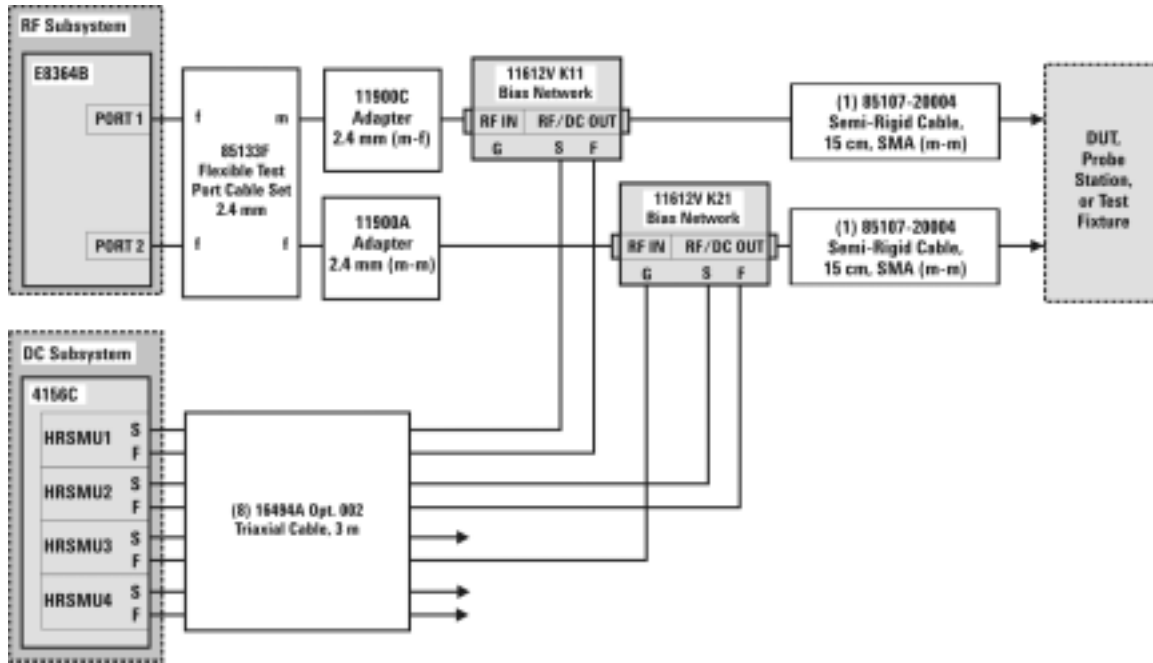 RF Subsystem
E8364B
PORT 1
PORT 2
f
m
85133F
Flexible Test
Port Cable Set
2.4 mm
f
f
11900C
Adapter
2.4 mm (m-f)
11900A
Adapter
2.4 mm (m-m)
11612V K11
Bias Network
RF IN
RF/DC OUT
G
S
F
11612V K21
Bias Network
RF IN
RF/DC OUT
G
S
F
(1) 85107-20004
Semi-Rigid Cable,
15 cm, SMA (m-m)
(1) 85107-20004
Semi-Rigid Cable,
15 cm, SMA (m-m)
DUT,
Probe
Station,
or Test
Fixture
DC Subsystem
4156C
HRSMU1
S
F
HRSMU2
S
F
HRSMU3
S
F
HRSMU4
S
F
(8) 16494A Opt. 002
Triaxial Cable, 3 m